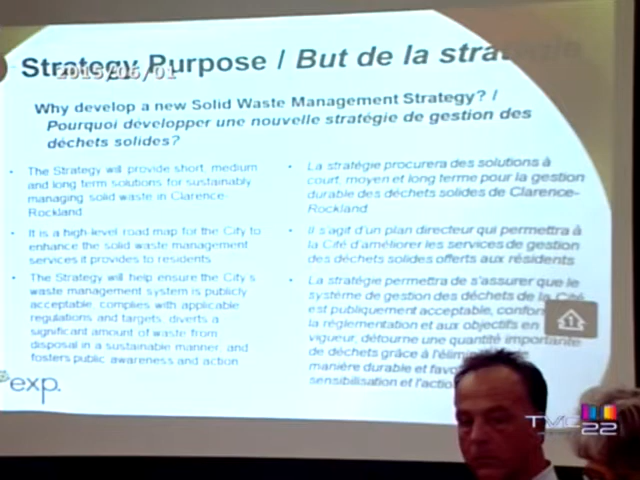 Strategy Purpose / But de la stratégie
2015/06/01
Why develop a new Solid Waste Management Strategy? /
Pourquoi développer une nouvelle stratégie de gestion des
déchets solides?
• The Strategy will provide short, medium
and long term solutions for sustainably
managing solid waste in Clarence-
Rockland
• It is a high level road map for the City to
enhance the solid waste management
services it provides to residents
• The Strategy will help ensure the City's
waste management system is publicly
acceptable, complies with applicable
regulations and targets, diverts a
significant amount of waste from
disposal in a sustainable manner, and
fosters public awareness and action
• La stratégie procurera des solutions à
court, moyen et long terme pour la gestion
durable des déchets solides de Clarence-
Rockland
• Il s'agit d'un plan directeur qui permettra à
la Cité d'améliorer les services de gestion
des déchets solides offerts aux résidents
• La stratégie permettra de s'assurer que le
système de gestion des déchets de la Cité
est publiquement acceptable, confor
la réglementation et aux objectifs en
vigueur, détourne une quantité importante
de déchets grâce à l'élimi de
manière durable et favo
sensibilisation et l'actio
exp.
1
TVC
22